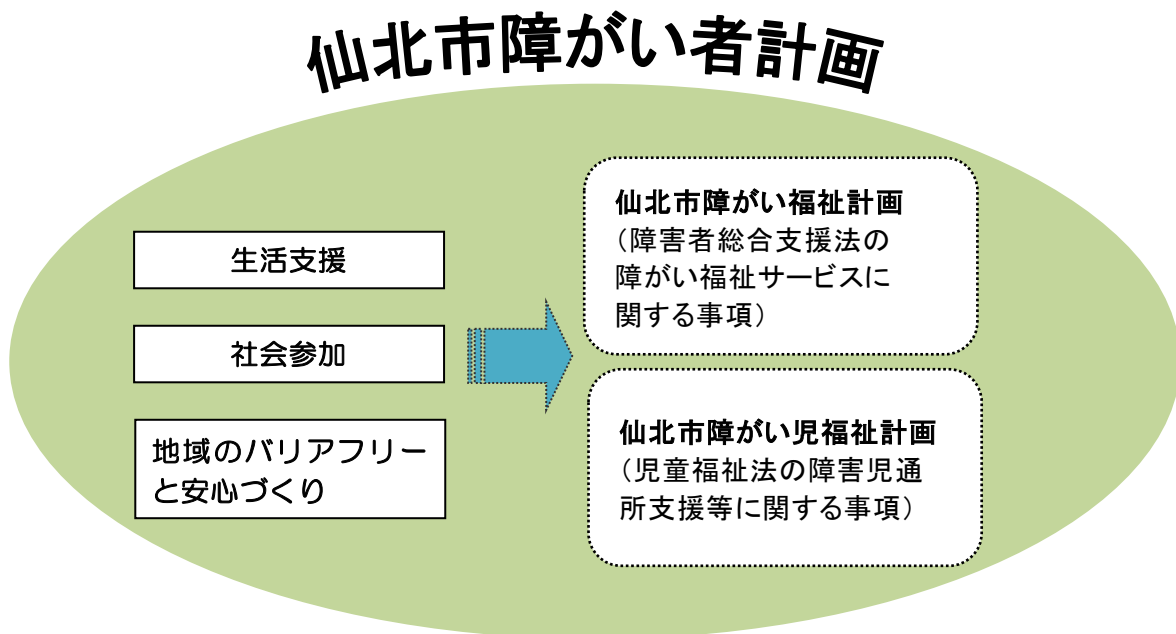 仙北市障がい者計画
生活支援
社会参加
地域のバリアフリー
と安心づくり
仙北市障がい福祉計画
（障害者総合支援法の
障がい福祉サービスに
関する事項）
仙北市障がい児福祉計画
（児童福祉法の障害児通
所支援等に関する事項）